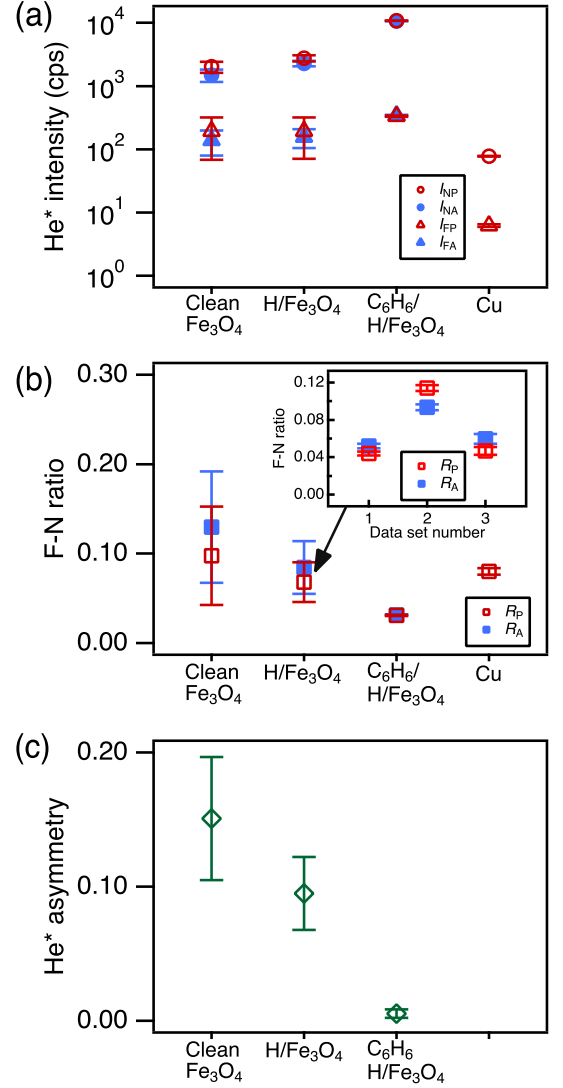 (a)
He* intensity (cps)
10⁴
10³
10²
10¹
10⁰
I_NP
I_NA
I_FP
I_FA
Clean
Fe₃O₄
H/Fe₃O₄
C₆H₆/
H/Fe₃O₄
Cu
(b)
F-N ratio
0.30
0.20
0.10
0.00
F-N ratio
0.12
0.08
0.04
0.00
R_P
R_A
1 2 3
Data set number
R_P
R_A
Clean
Fe₃O₄
H/Fe₃O₄
C₆H₆/
H/Fe₃O₄
Cu
(c)
He* asymmetry
0.20
0.10
0.00
Clean
Fe₃O₄
H/Fe₃O₄
C₆H₆
H/Fe₃O₄